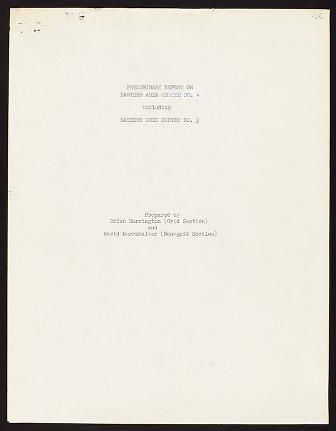 PRELIMINARY REPORT ON
EASTERN AREA CRUISE NO. 4
including
EASTERN GRID SURVEY NO. 3
Prepared by
Brian Harrington (Grid Section)
and
David Burckhalter (Non-grid Section)